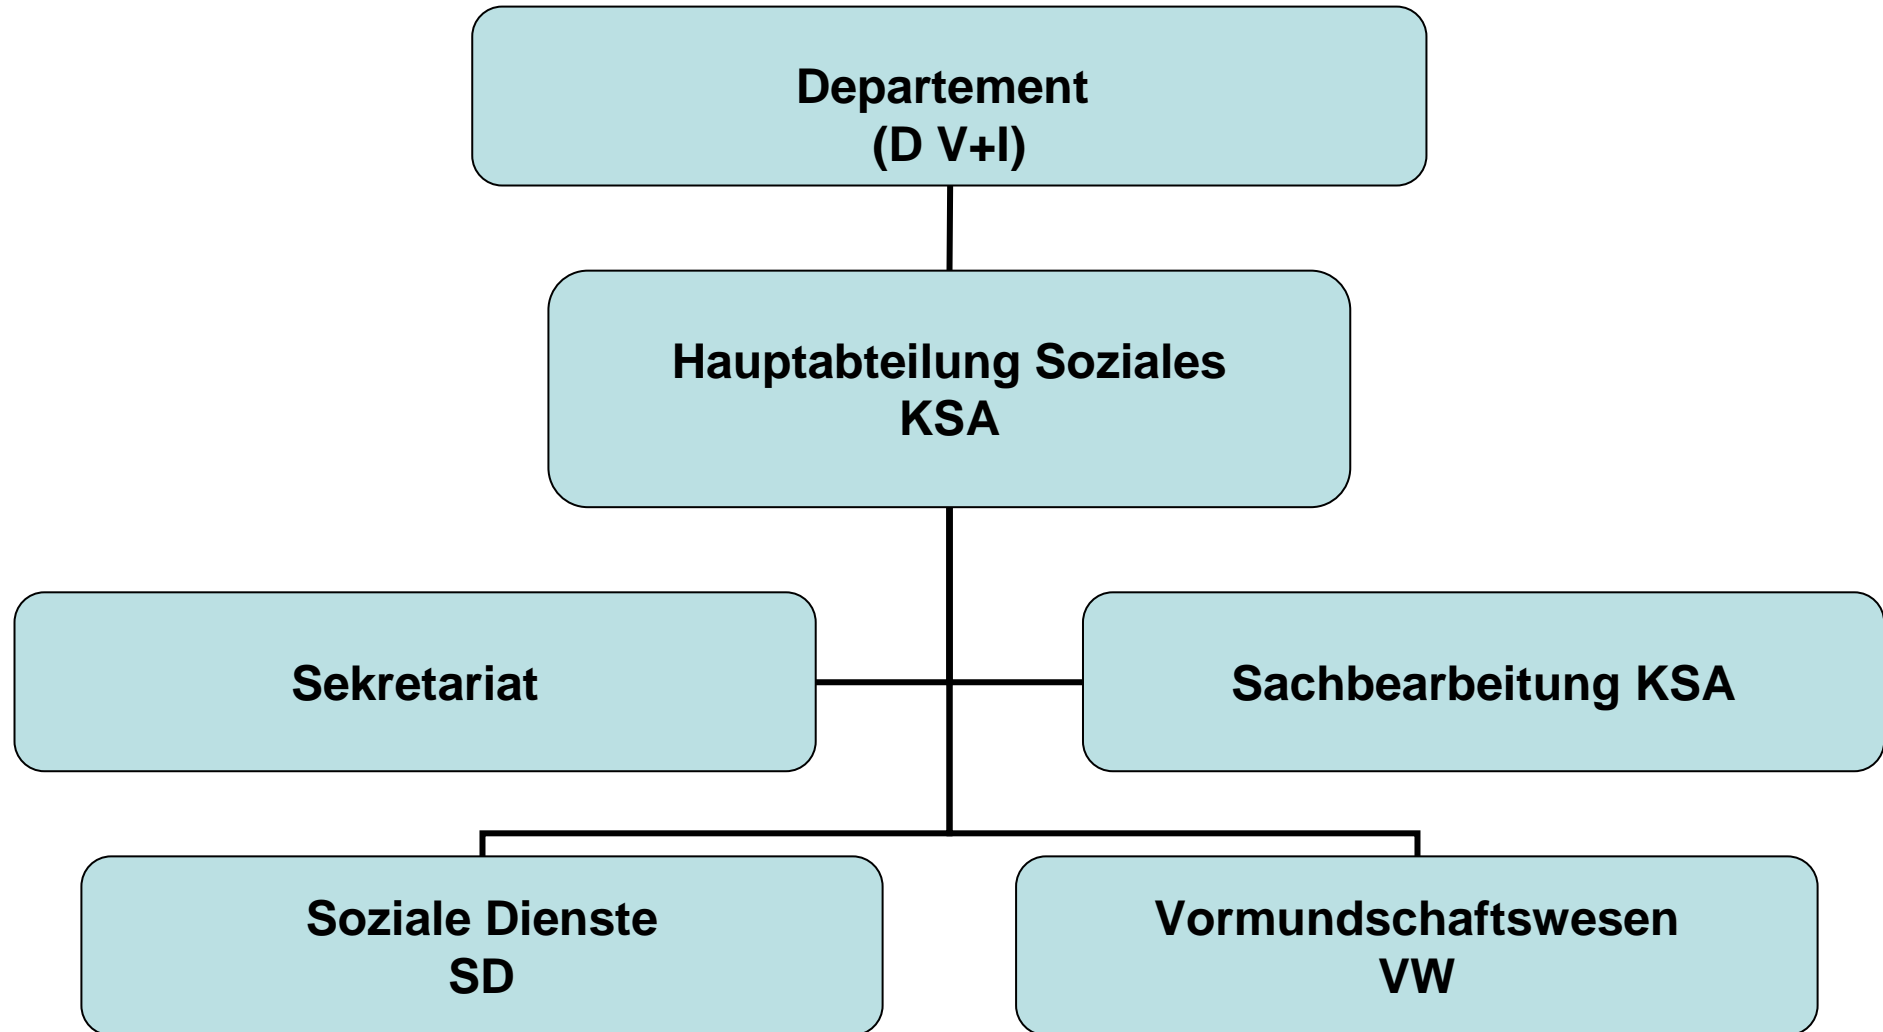 Departement
(D V+I)
Hauptabteilung Soziales
KSA
Sekretariat
Sachbearbeitung KSA
Soziale Dienste
SD
Vormundschaftswesen
VW